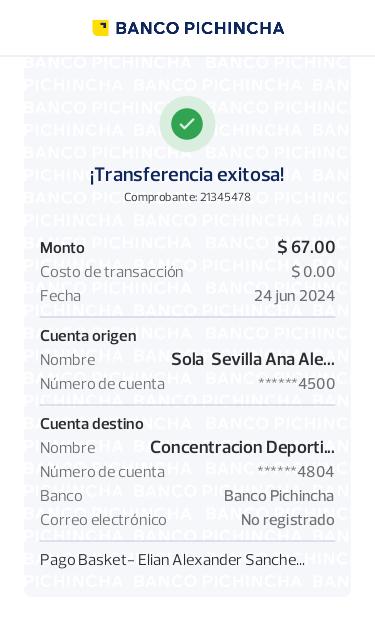 BANCO PICHINCHA
¡Transferencia exitosa!
Comprobante: 21345478
Monto $ 67.00
Costo de transacción $ 0.00
Fecha 24 jun 2024
Cuenta origen
Nombre Sola Sevilla Ana Ale...
Número de cuenta ******4500
Cuenta destino
Nombre Concentracion Deporti...
Número de cuenta ******4804
Banco Banco Pichincha
Correo electrónico No registrado
Pago Basket- Elian Alexander Sanche...